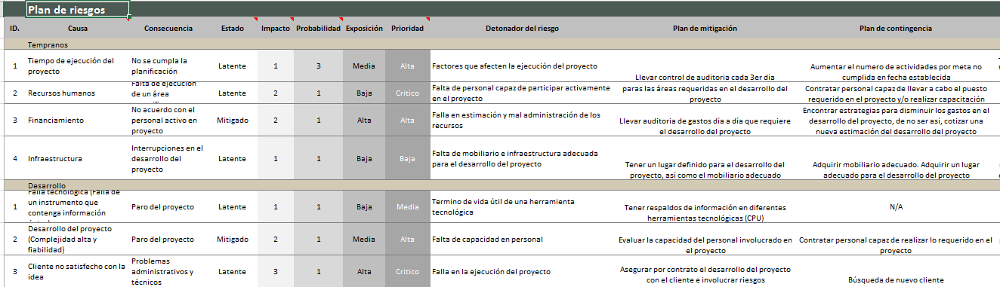 Plan de riesgos
ID. Causa Consecuencia Estado Impacto Probabilidad Exposición Prioridad Detonador del riesgo Plan de mitigación Plan de contingencia
Tempranos
1
Tiempo de ejecución del
proyecto
No se cumpla la
planificación
Latente
1
3
Media
Alta
Factores que afecten la ejecución del proyecto
Llevar control de auditoria cada 3er día
Aumentar el numero de actividades por meta no
cumplida en fecha establecida
2
Recursos humanos
Falta de ejecución
de un área
Latente
2
1
Baja
Critico
Falta de personal capaz de participar activamente
en el proyecto
paras las áreas requeridas en el desarrollo del
proyecto
Contratar personal capaz de llevar a cabo el puesto
requerido en el proyecto y/o realizar capacitación
3
Financiamiento
No acuerdo con el
personal activo en
proyecto
Mitigado
2
1
Alta
Alta
Falla en estimación y mal administración de los
recursos
Llevar auditoria de gastos día a día que requiere
el desarrollo del proyecto
Encontrar estrategias para disminuir los gastos en el
desarrollo del proyecto, de no ser así, cotizar una
nueva estimación del desarrollo del proyecto
4
Infraestructura
Interrupciones en el
desarrollo del
proyecto
Latente
1
1
Baja
Baja
Falta de mobiliario e infraestructura adecuada
para el desarrollo del proyecto
Tener un lugar definido para el desarrollo del
proyecto, así como el mobiliario adecuado
Adquirir mobiliario adecuado. Adquirir un lugar
adecuado para el desarrollo del proyecto
Desarrollo
1
Falla tecnológica (Falla de
un instrumento que
contenga información
Paro del proyecto
Latente
1
1
Baja
Media
Termino de vida útil de una herramienta
tecnológica
Tener respaldos de información en diferentes
herramientas tecnológicas (CPU)
N/A
2
Desarrollo del proyecto
(Complejidad alta y
fiabilidad)
Paro del proyecto
Mitigado
2
1
Media
Alta
Falta de capacidad en personal
Evaluar la capacidad del personal involucrado en
el proyecto
Contratar personal capaz de realizar lo requerido en el
proyecto
3
Cliente no satisfecho con la
idea
Problemas
administrativos y
técnicos
Latente
3
1
Alta
Critico
Falla en la ejecución del proyecto
Asegurar por contrato el desarrollo del proyecto
con el cliente e involucrar riesgos
Búsqueda de nuevo cliente